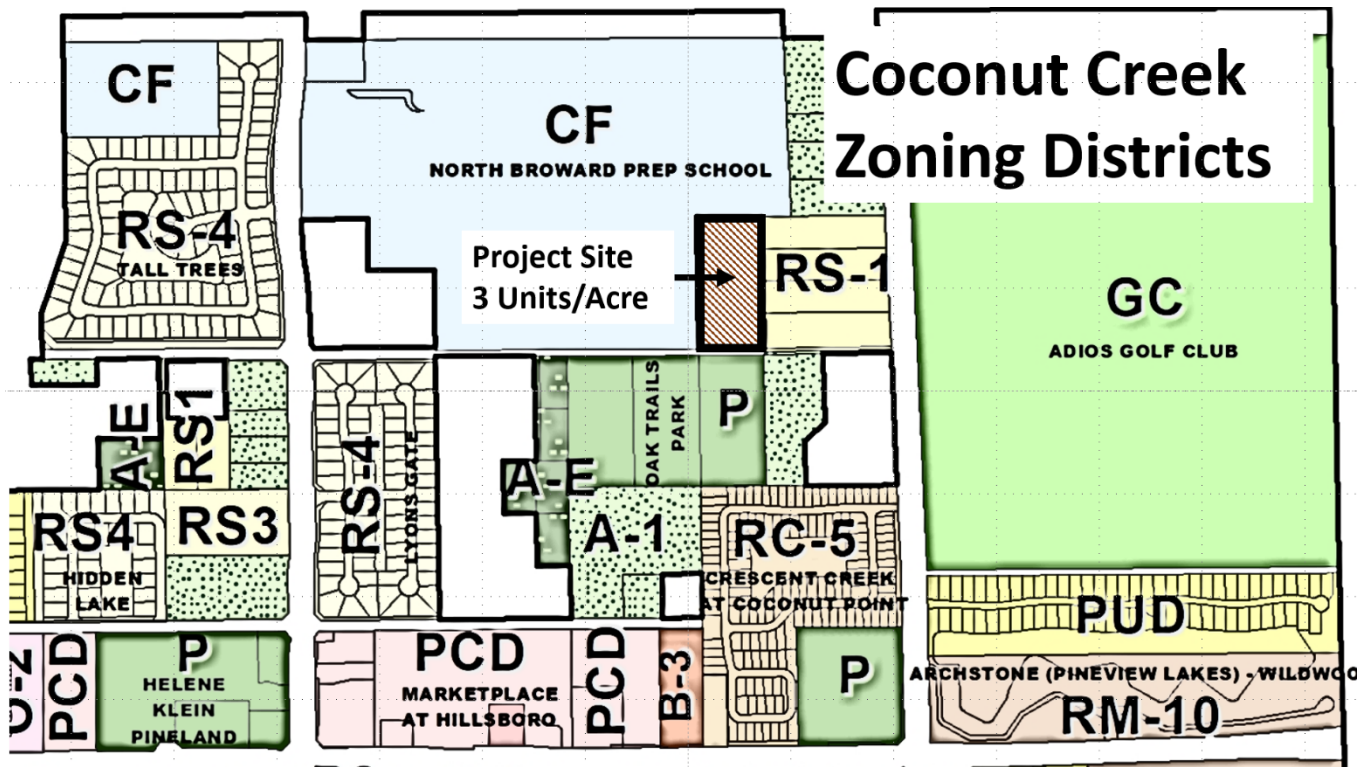 Coconut Creek
Zoning Districts
CF
CF
NORTH BROWARD PREP SCHOOL
RS-4
TALL TREES
Project Site
3 Units/Acre
RS-1
GC
ADIOS GOLF CLUB
A-E
RS1
RS-4
LYONS GATE
A-E
OAK TRAILS
PARK
P
RS4
HIDDEN
LAKE
RS3
A-1
RC-5
CRESCENT CREEK
AT COCONUT POINT
PUD
PCD
P
HELENE
KLEIN
PINELAND
PCD
MARKETPLACE
AT HILLSBORO
PCD
B-3
P
ARCHSTONE (PINEVIEW LAKES) - WILDWOO
RM-10